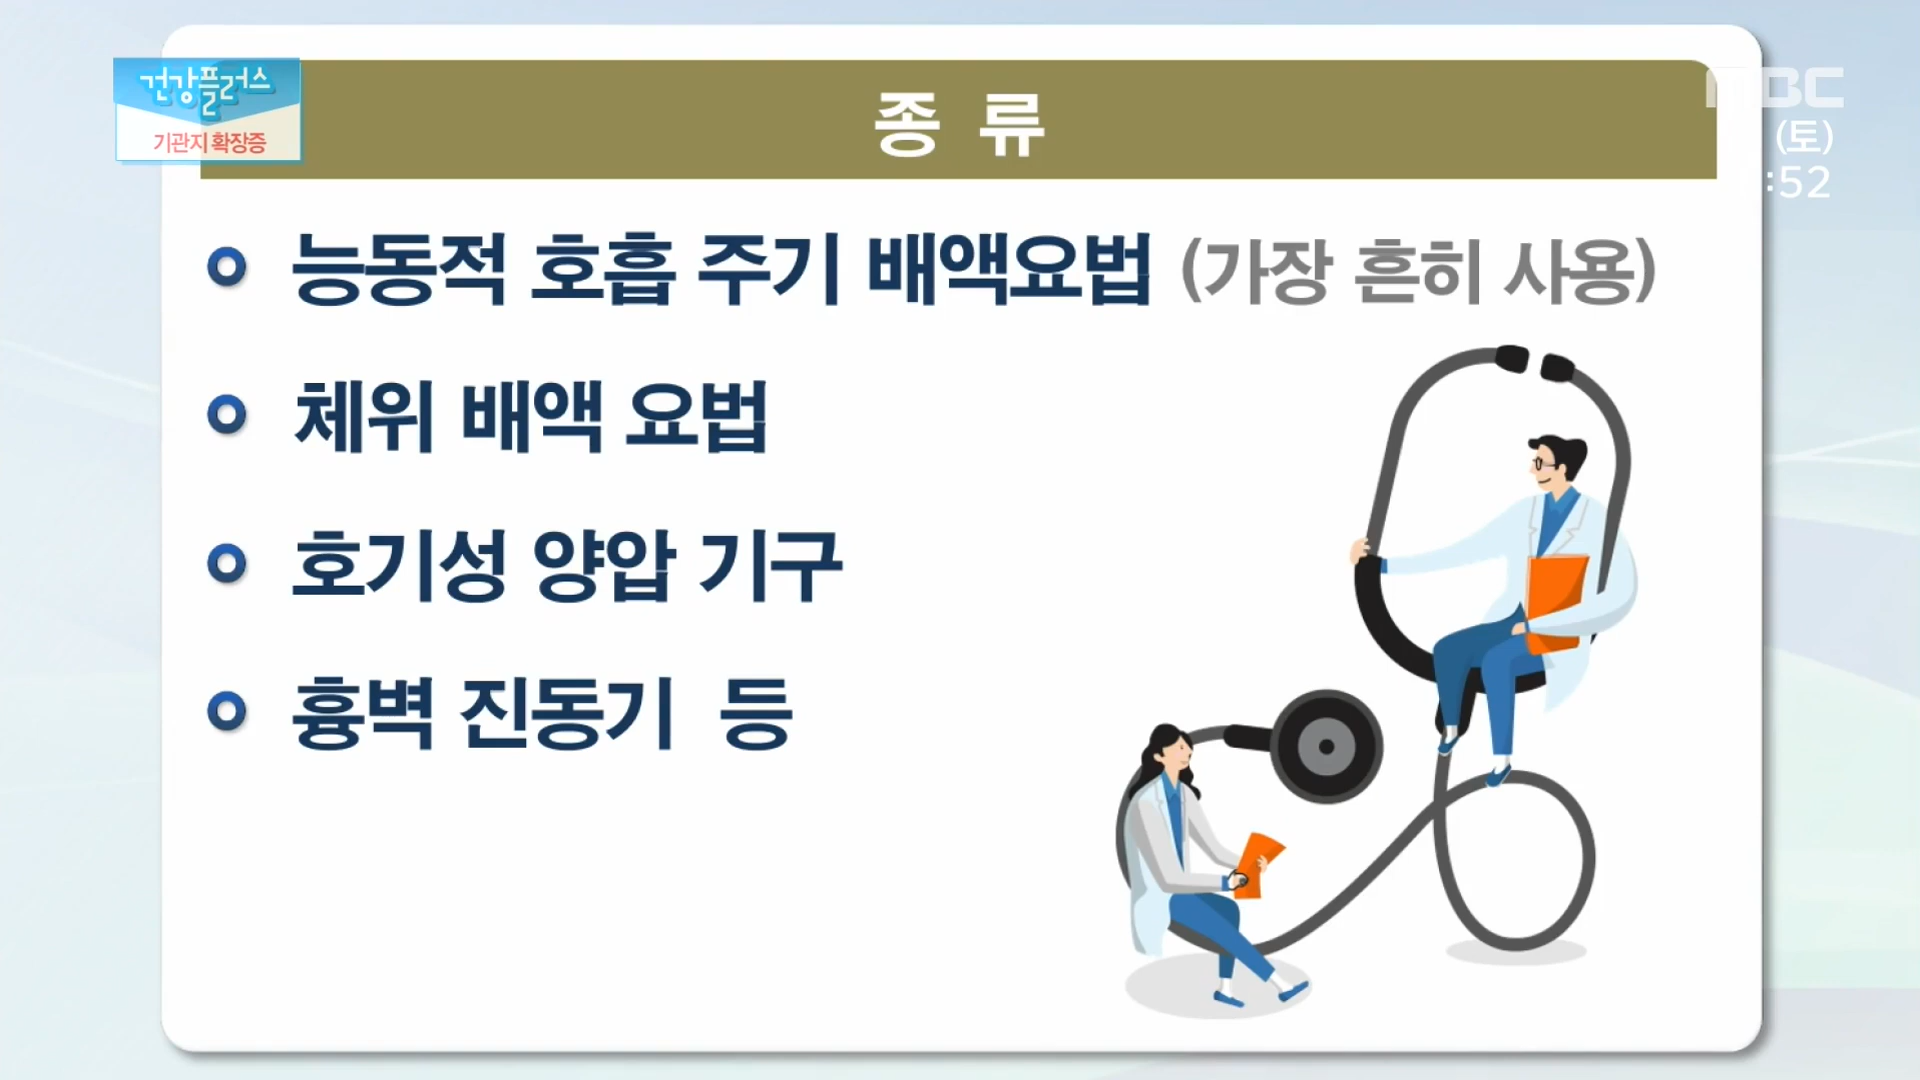 건강플러스
기관지 확장증
MBC
(토)
:52
종 류
능동적 호흡 주기 배액요법 (가장 흔히 사용)
체위 배액 요법
호기성 양압 기구
흉벽 진동기 등